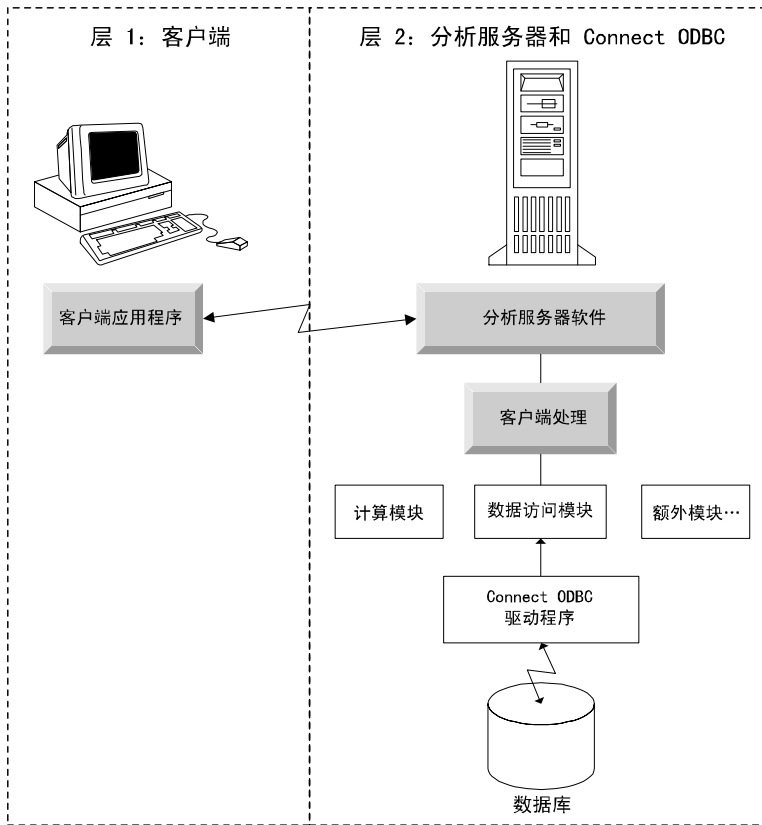 层 1: 客户端
层 2: 分析服务器和 Connect ODBC
客户端应用程序
分析服务器软件
客户端处理
计算模块
数据访问模块
额外模块…
Connect ODBC
驱动程序
数据库